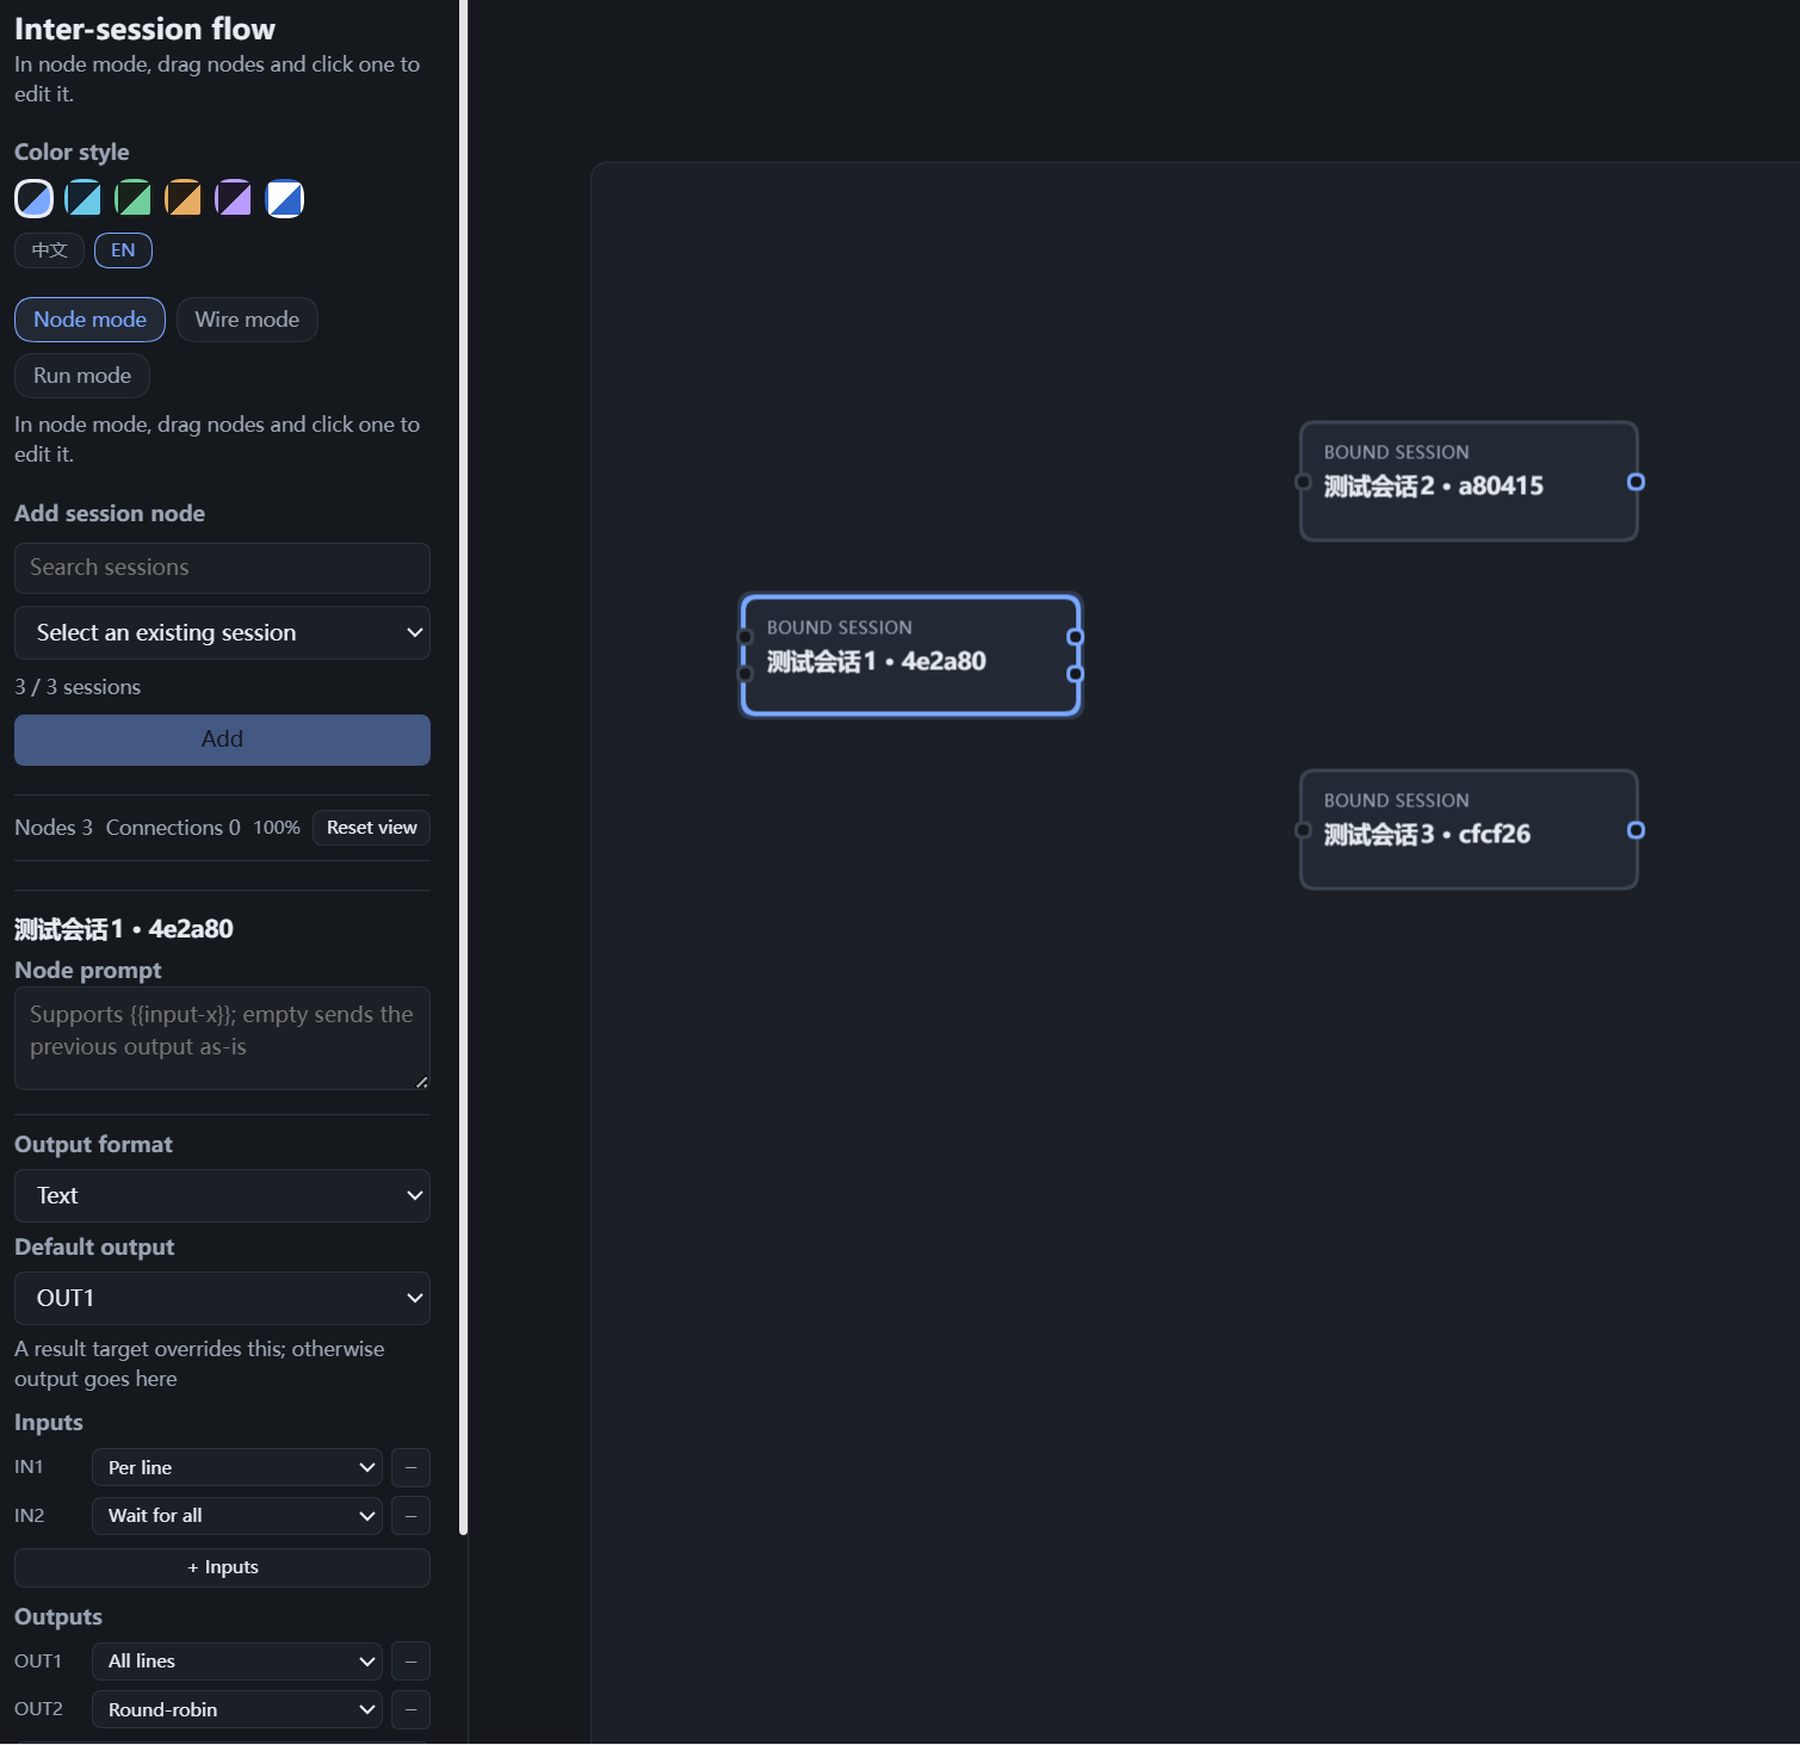 Inter-session flow
In node mode, drag nodes and click one to
edit it.
Color style
中文
EN
Node mode
Wire mode
Run mode
In node mode, drag nodes and click one to
edit it.
Add session node
Search sessions
Select an existing session
3 / 3 sessions
Add
Nodes 3 Connections 0 100% Reset view
测试会话1 • 4e2a80
Node prompt
Supports {{input-x}}; empty sends the
previous output as-is
Output format
Text
Default output
OUT1
A result target overrides this; otherwise
output goes here
Inputs
IN1 Per line –
IN2 Wait for all –
+ Inputs
Outputs
OUT1 All lines –
OUT2 Round-robin –
BOUND SESSION
测试会话2 • a80415
BOUND SESSION
测试会话1 • 4e2a80
BOUND SESSION
测试会话3 • cfcf26